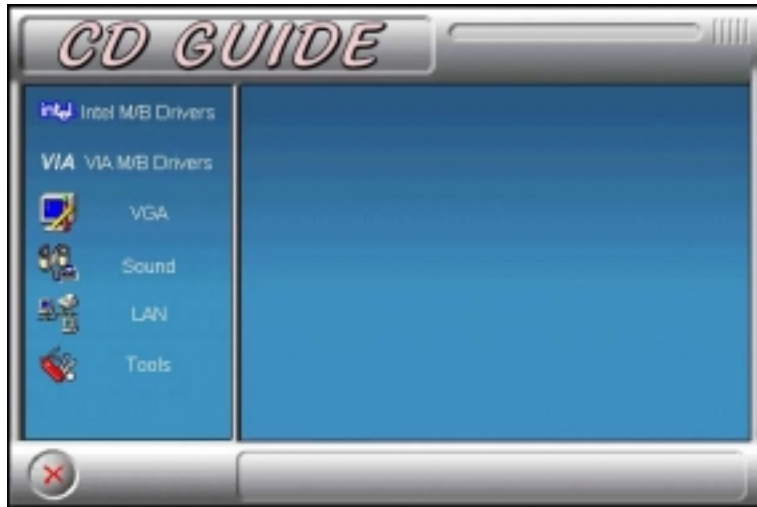 CD GUIDE
intel Intel M/B Drivers
VIA VIA M/B Drivers
VGA
Sound
LAN
Tools